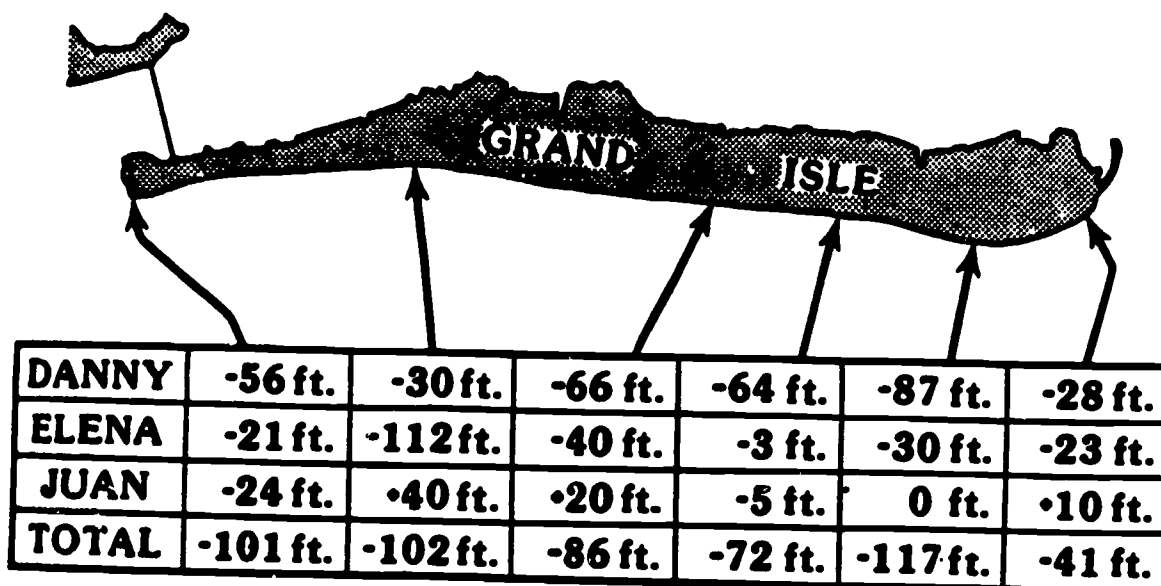 GRAND ISLE
DANNY -56 ft. -30 ft. -66 ft. -64 ft. -87 ft. -28 ft.
ELENA -21 ft. -112 ft. -40 ft. -3 ft. -30 ft. -23 ft.
JUAN -24 ft. +40 ft. +20 ft. -5 ft. 0 ft. +10 ft.
TOTAL -101 ft. -102 ft. -86 ft. -72 ft. -117 ft. -41 ft.